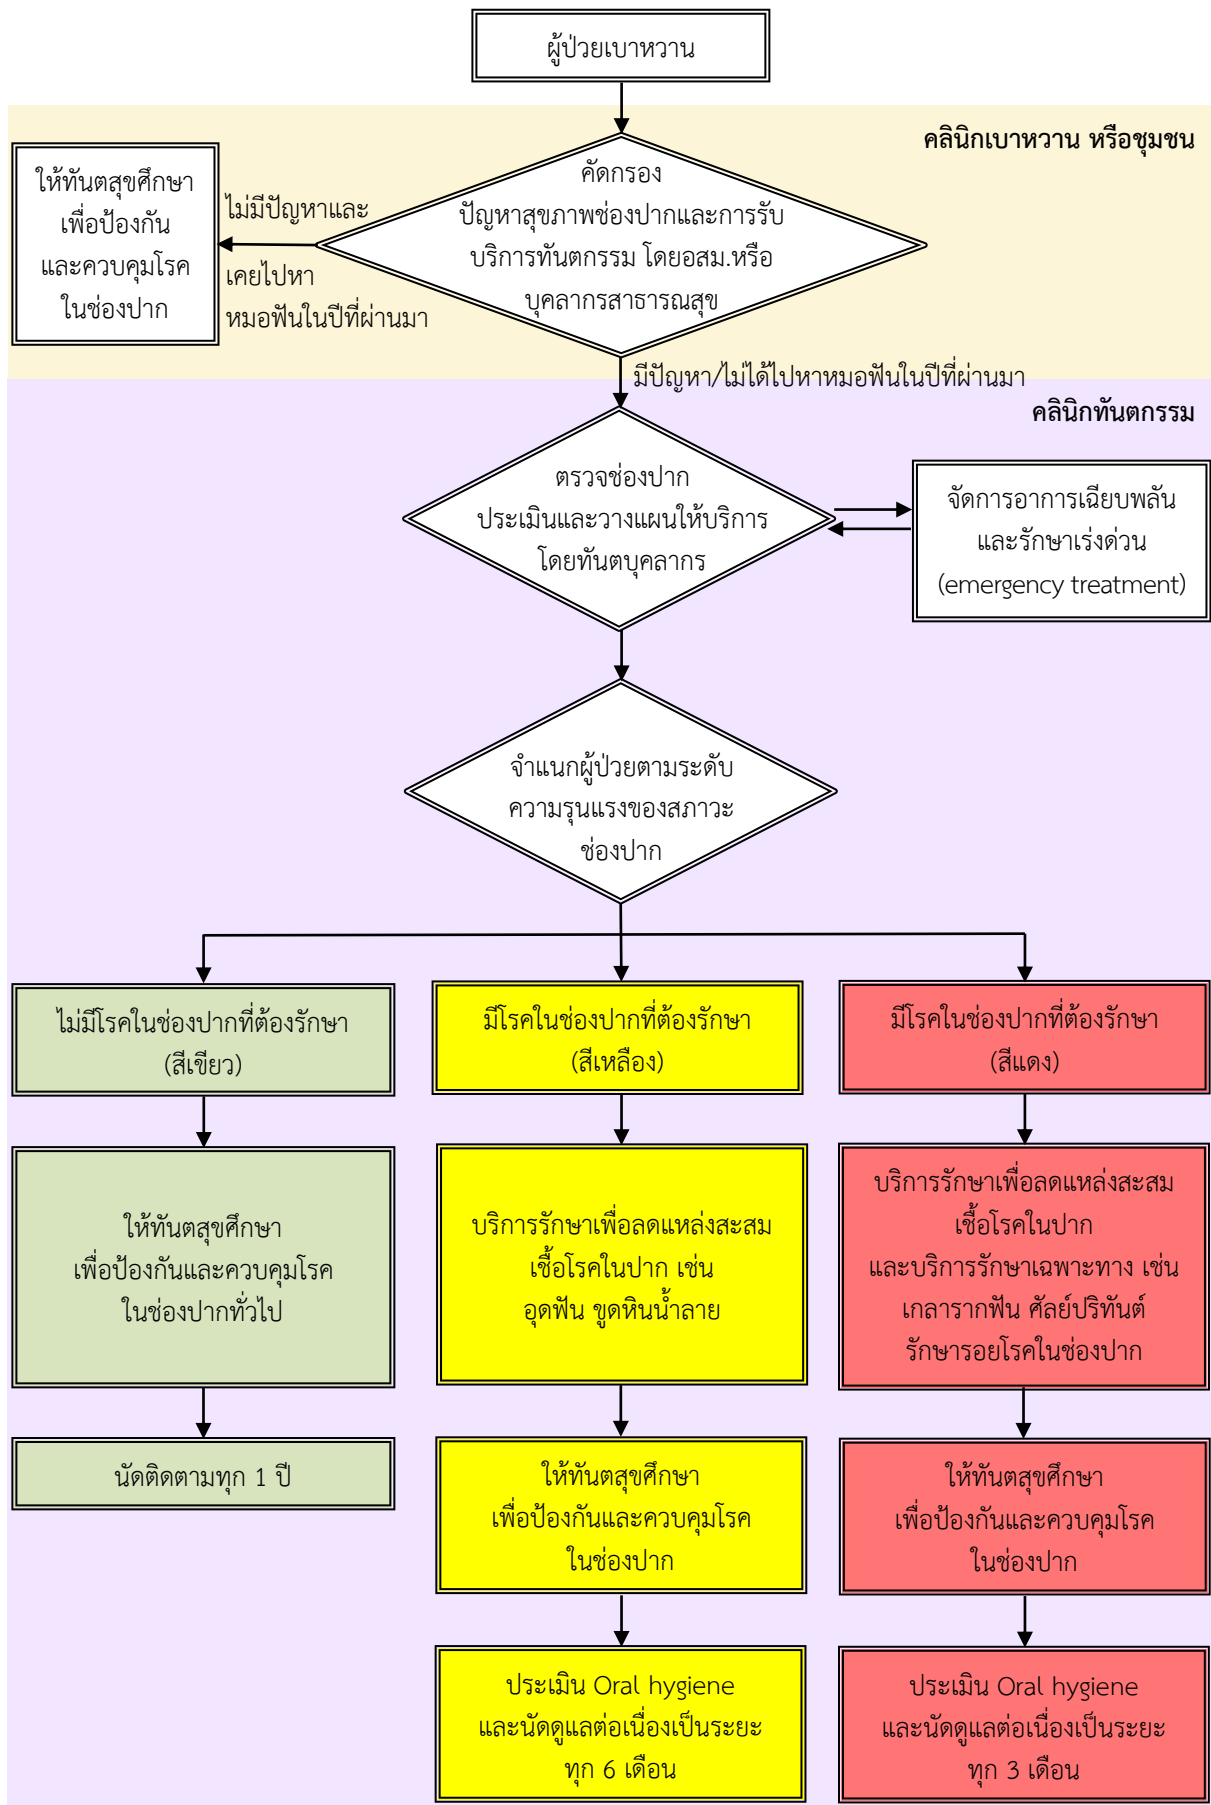 ผู้ป่วยเบาหวาน
คลินิกเบาหวาน หรือชุมชน
คัดกรอง
ปัญหาสุขภาพช่องปากและการรับ
บริการทันตกรรม โดยอสม.หรือ
บุคลากรสาธารณสุข
ไม่มีปัญหาและ
เคยไปหา
หมอฟันในปีที่ผ่านมา
ให้ทันตสุขศึกษา
เพื่อป้องกัน
และควบคุมโรค
ในช่องปาก
มีปัญหา/ไม่ได้ไปหาหมอฟันในปีที่ผ่านมา
คลินิกทันตกรรม
ตรวจช่องปาก
ประเมินและวางแผนให้บริการ
โดยทันตบุคลากร
จัดการอาการเฉียบพลัน
และรักษาเร่งด่วน
(emergency treatment)
จำแนกผู้ป่วยตามระดับ
ความรุนแรงของสภาวะ
ช่องปาก
ไม่มีโรคในช่องปากที่ต้องรักษา
(สีเขียว)
ให้ทันตสุขศึกษา
เพื่อป้องกันและควบคุมโรค
ในช่องปากทั่วไป
นัดติดตามทุก 1 ปี
มีโรคในช่องปากที่ต้องรักษา
(สีเหลือง)
บริการรักษาเพื่อลดแหล่งสะสม
เชื้อโรคในปาก เช่น
อุดฟัน ขูดหินน้ำลาย
ให้ทันตสุขศึกษา
เพื่อป้องกันและควบคุมโรค
ในช่องปาก
ประเมิน Oral hygiene
และนัดดูแลต่อเนื่องเป็นระยะ
ทุก 6 เดือน
มีโรคในช่องปากที่ต้องรักษา
(สีแดง)
บริการรักษาเพื่อลดแหล่งสะสม
เชื้อโรคในปาก
และบริการรักษาเฉพาะทาง เช่น
เกลารากฟัน ศัลย์ปริทันต์
รักษารอยโรคในช่องปาก
ให้ทันตสุขศึกษา
เพื่อป้องกันและควบคุมโรค
ในช่องปาก
ประเมิน Oral hygiene
และนัดดูแลต่อเนื่องเป็นระยะ
ทุก 3 เดือน